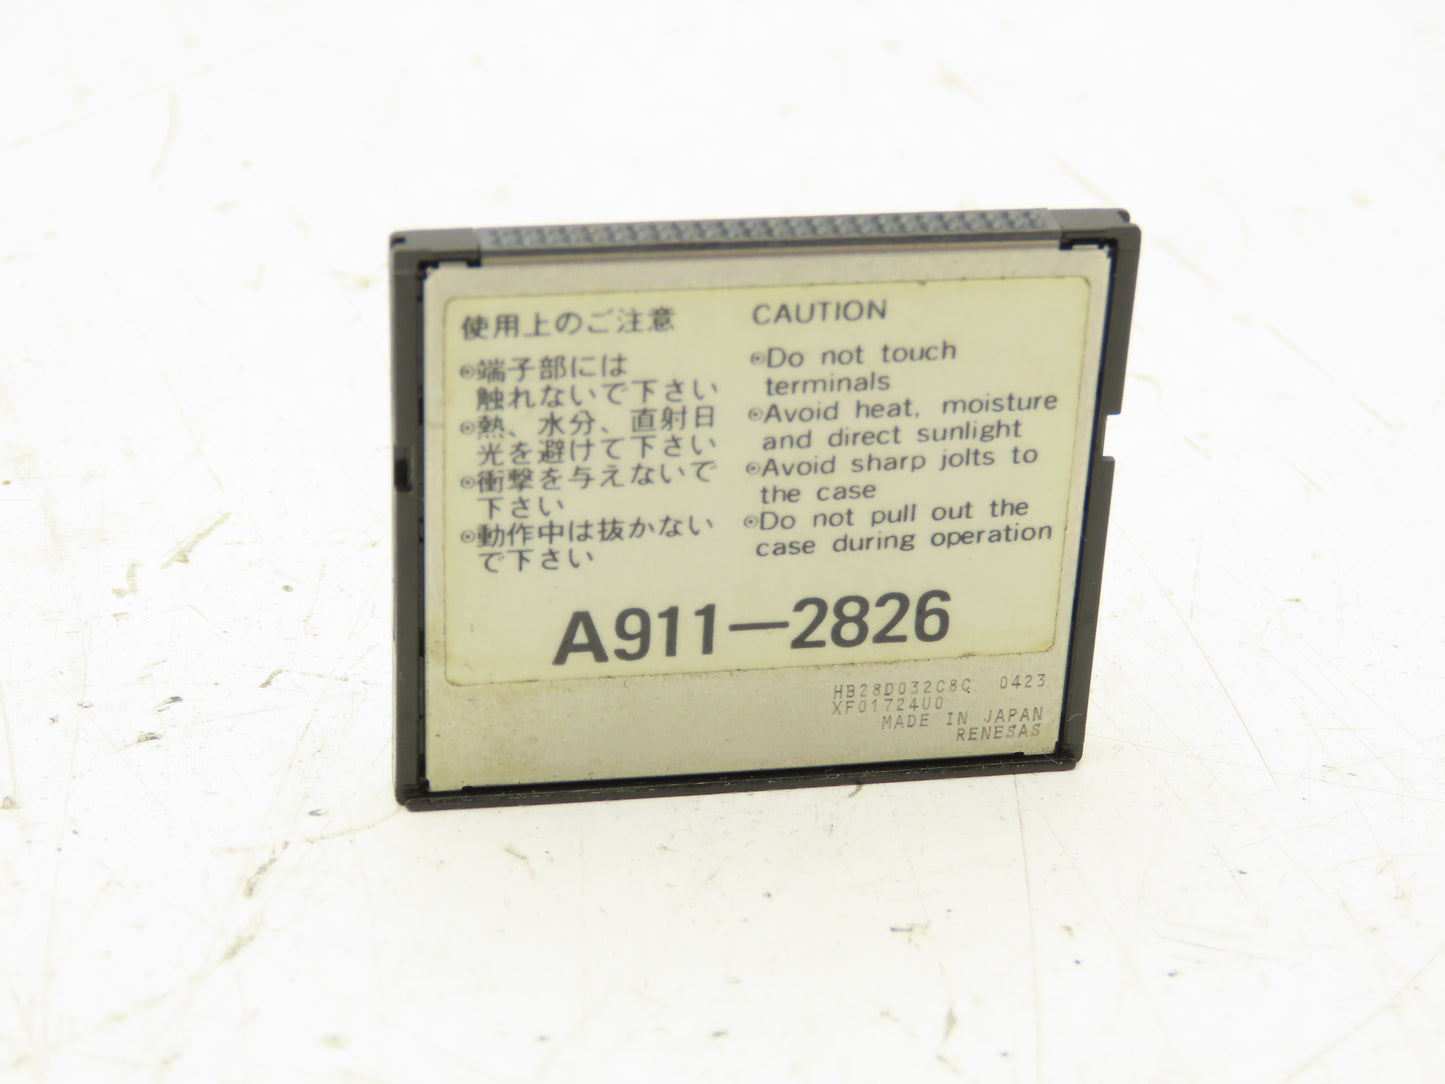 使用上のご注意
◉端子部には
触れないで下さい
◉熱、水分、直射日
光を避けて下さい
◉衝撃を与えないで
下さい
◉動作中は抜かない
で下さい
CAUTION
◉Do not touch
terminals
◉Avoid heat, moisture
and direct sunlight
◉Avoid sharp jolts to
the case
◉Do not pull out the
case during operation
A911-2826
HB28D032C8C 0423
XF01724U0
MADE IN JAPAN
RENESAS